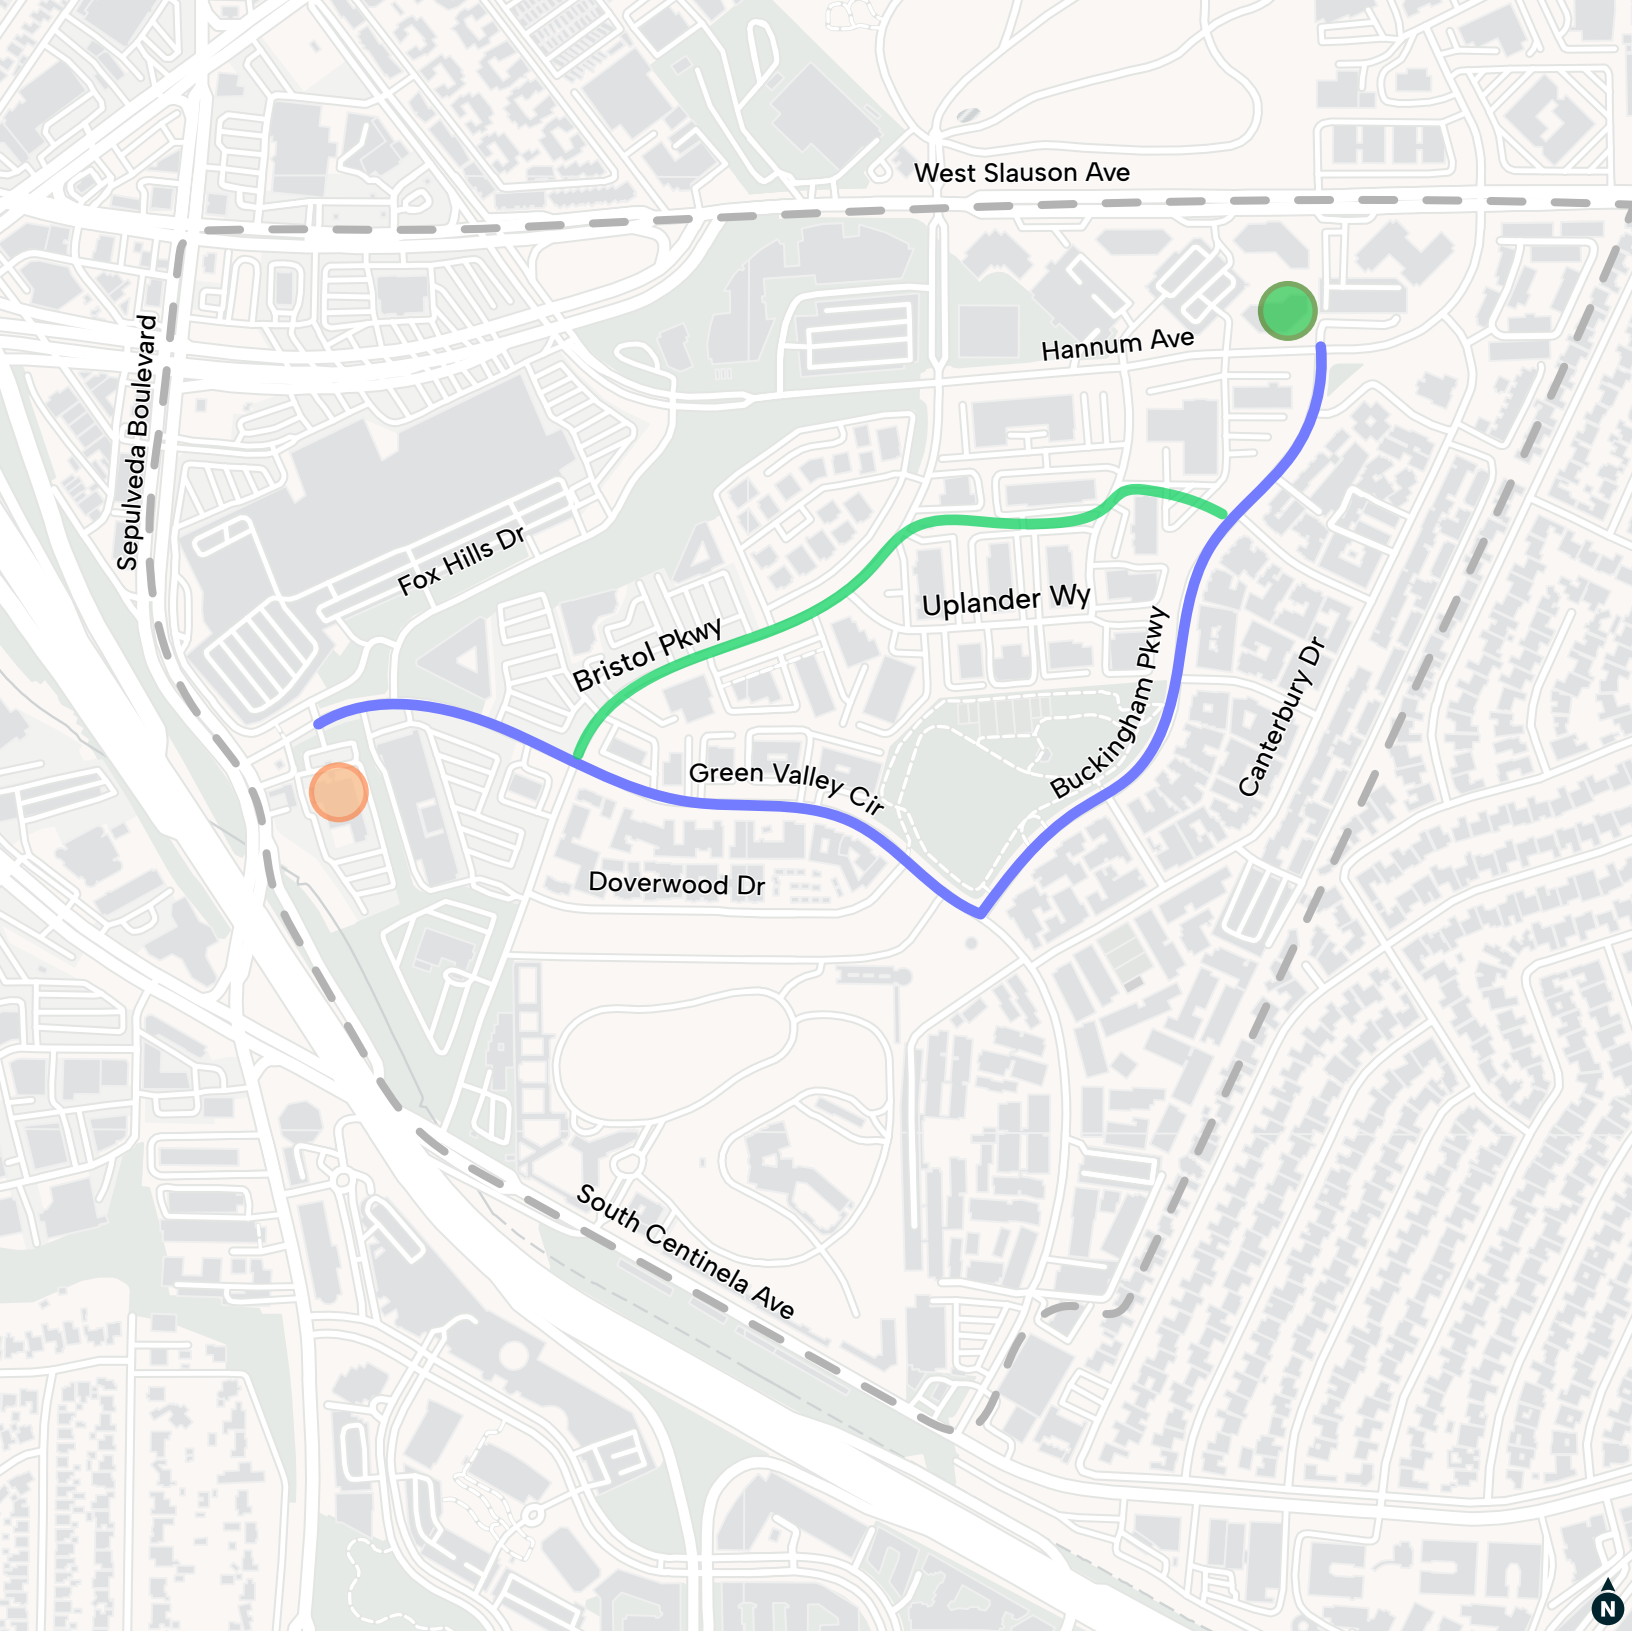 West Slauson Ave
Hannum Ave
Sepulveda Boulevard
Fox Hills Dr
Uplander Wy
Bristol Pkwy
Buckingham Pkwy
Canterbury Dr
Green Valley Cir
Doverwood Dr
South Centinela Ave
N